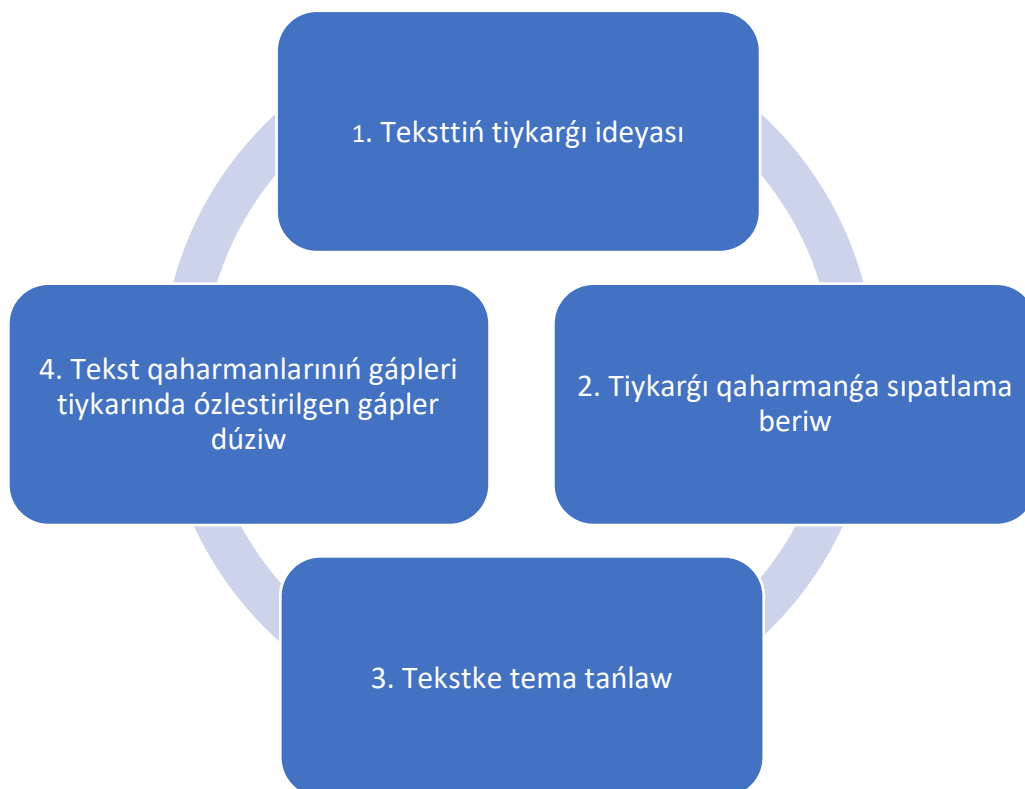 1. Teksttiń tiykarǵı ideyası
2. Tiykarǵı qaharmanǵa sıpatlama
beriw
3. Tekstke tema tańlaw
4. Tekst qaharmanlarınıń gápleri
tiykarında ózlestirilgen gápler
dúziw